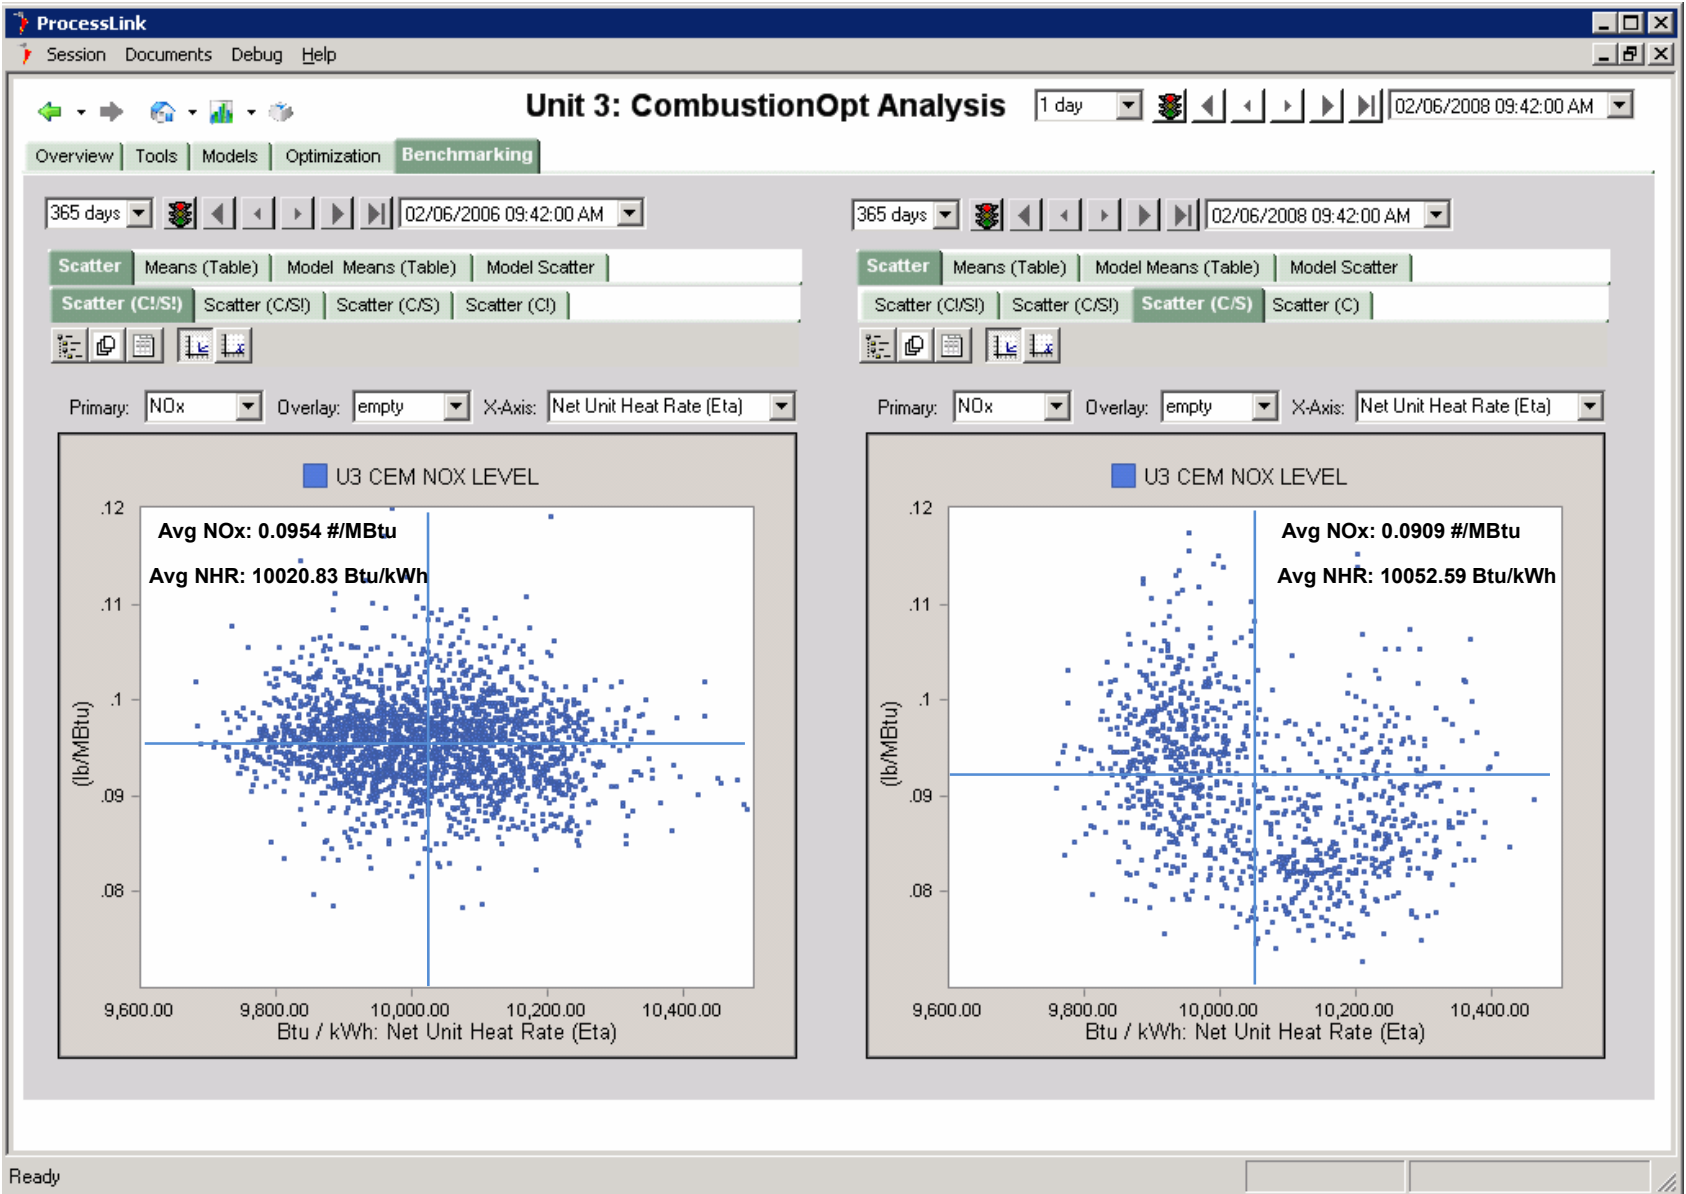 ProcessLink
Session Documents Debug Help
Unit 3: CombustionOpt Analysis 1 day 02/06/2008 09:42:00 AM
Overview Tools Models Optimization Benchmarking
365 days 02/06/2006 09:42:00 AM
Scatter Means (Table) Model Means (Table) Model Scatter
Scatter (C!/S!) Scatter (C/S!) Scatter (C/S) Scatter (C!)
Primary: NOx Overlay: empty X-Axis: Net Unit Heat Rate (Eta)
U3 CEM NOX LEVEL
Avg NOx: 0.0954 #/MBtu
Avg NHR: 10020.83 Btu/kWh
.12
.11
.1
.09
.08
(lb/MBtu)
9,600.00 9,800.00 10,000.00 10,200.00 10,400.00
Btu / kWh: Net Unit Heat Rate (Eta)
365 days 02/06/2008 09:42:00 AM
Scatter Means (Table) Model Means (Table) Model Scatter
Scatter (C!/S!) Scatter (C/S!) Scatter (C/S) Scatter (C)
Primary: NOx Overlay: empty X-Axis: Net Unit Heat Rate (Eta)
U3 CEM NOX LEVEL
Avg NOx: 0.0909 #/MBtu
Avg NHR: 10052.59 Btu/kWh
.12
.11
.1
.09
.08
(lb/MBtu)
9,600.00 9,800.00 10,000.00 10,200.00 10,400.00
Btu / kWh: Net Unit Heat Rate (Eta)
Ready